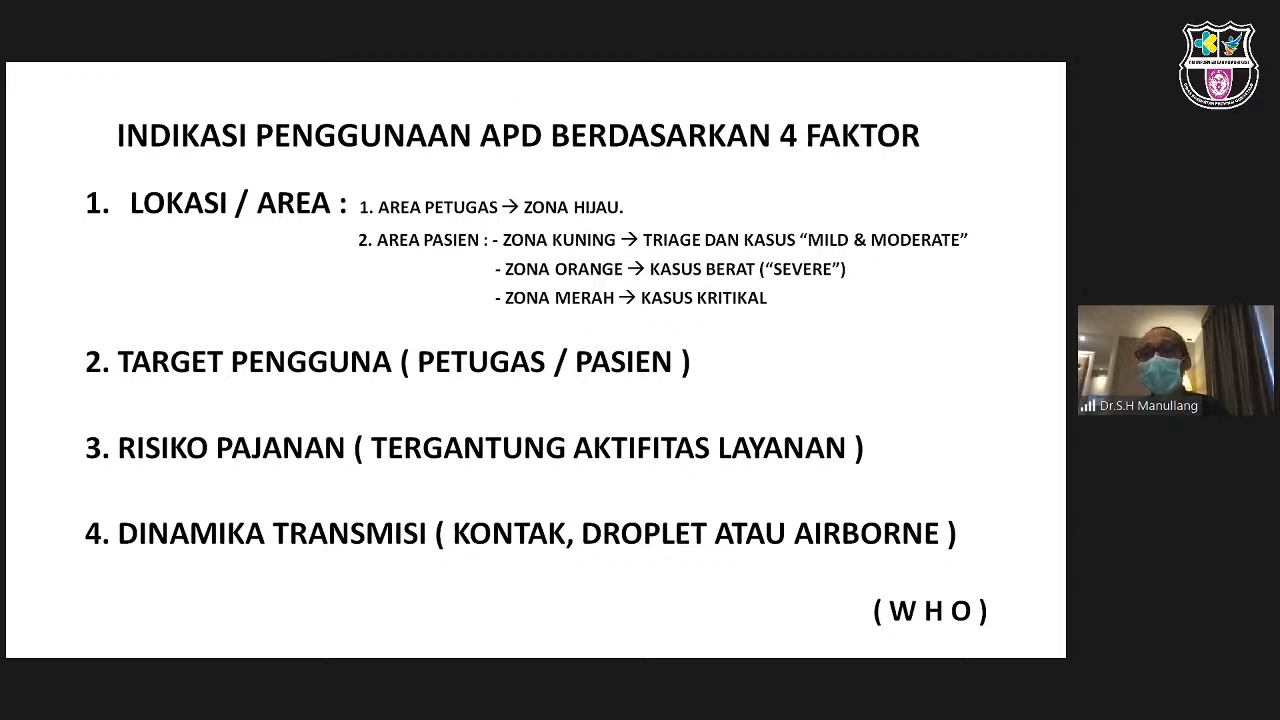 INDIKASI PENGGUNAAN APD BERDASARKAN 4 FAKTOR
1. LOKASI / AREA : 1. AREA PETUGAS → ZONA HIJAU.
2. AREA PASIEN : - ZONA KUNING → TRIAGE DAN KASUS “MILD & MODERATE”
- ZONA ORANGE → KASUS BERAT (“SEVERE”)
- ZONA MERAH → KASUS KRITIKAL
2. TARGET PENGGUNA ( PETUGAS / PASIEN )
3. RISIKO PAJANAN ( TERGANTUNG AKTIFITAS LAYANAN )
4. DINAMIKA TRANSMISI ( KONTAK, DROPLET ATAU AIRBORNE )
( W H O )
Dr.S.H Manullang